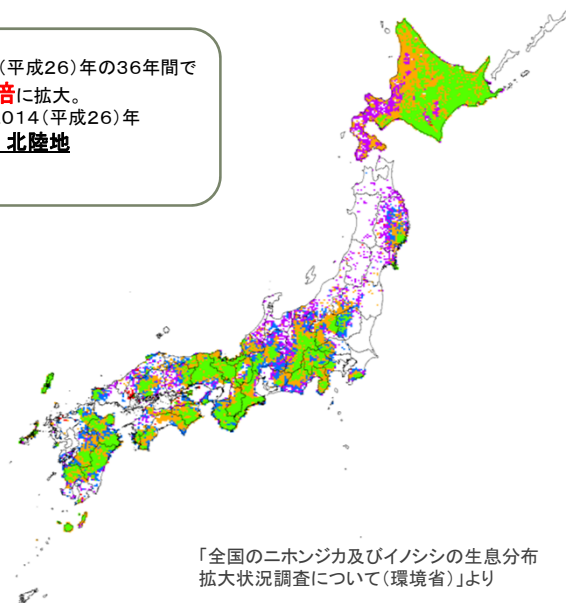 (平成26)年の36年間で
倍に拡大。
014(平成26)年
北陸地
「全国のニホンジカ及びイノシシの生息分布
拡大状況調査について(環境省)」より